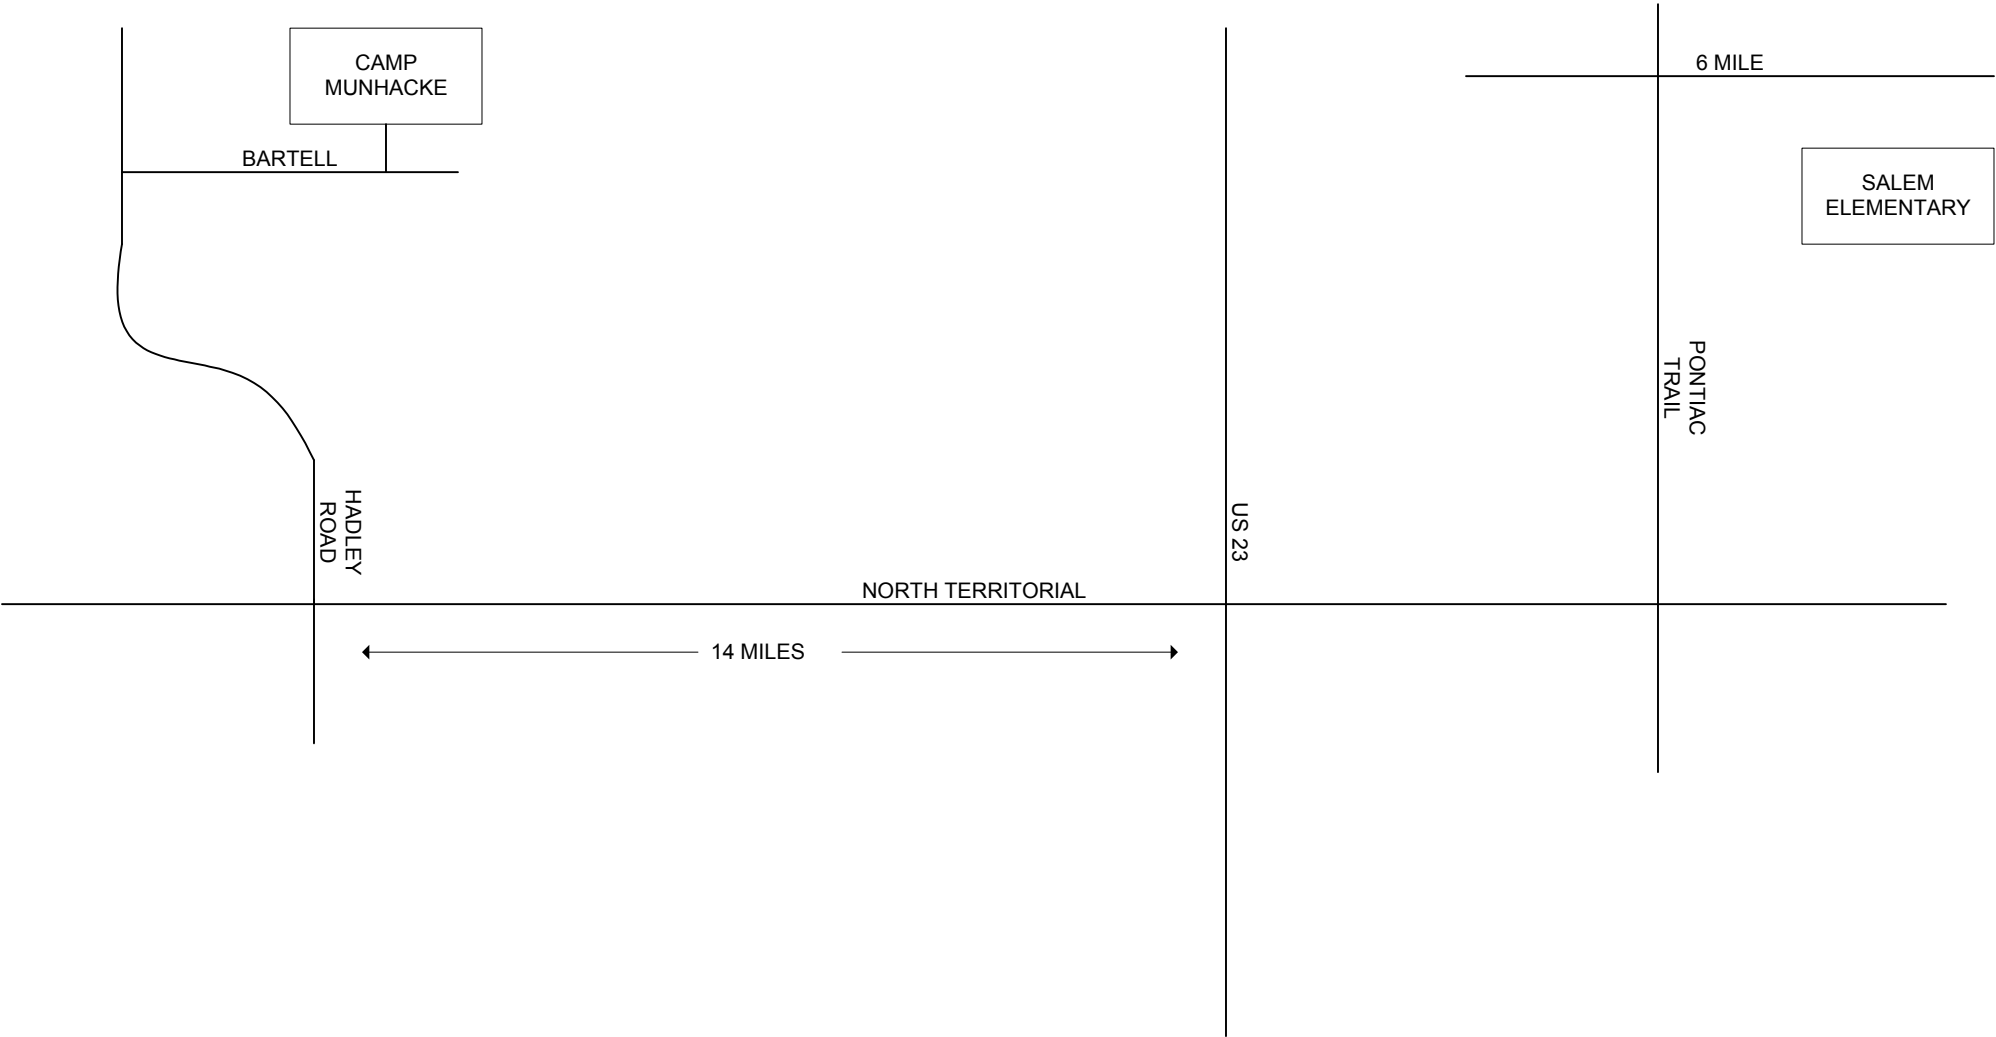 CAMP
MUNHACKE
6 MILE
BARTELL
SALEM
ELEMENTARY
PONTIAC
TRAIL
HADLEY
ROAD
US 23
NORTH TERRITORIAL
14 MILES